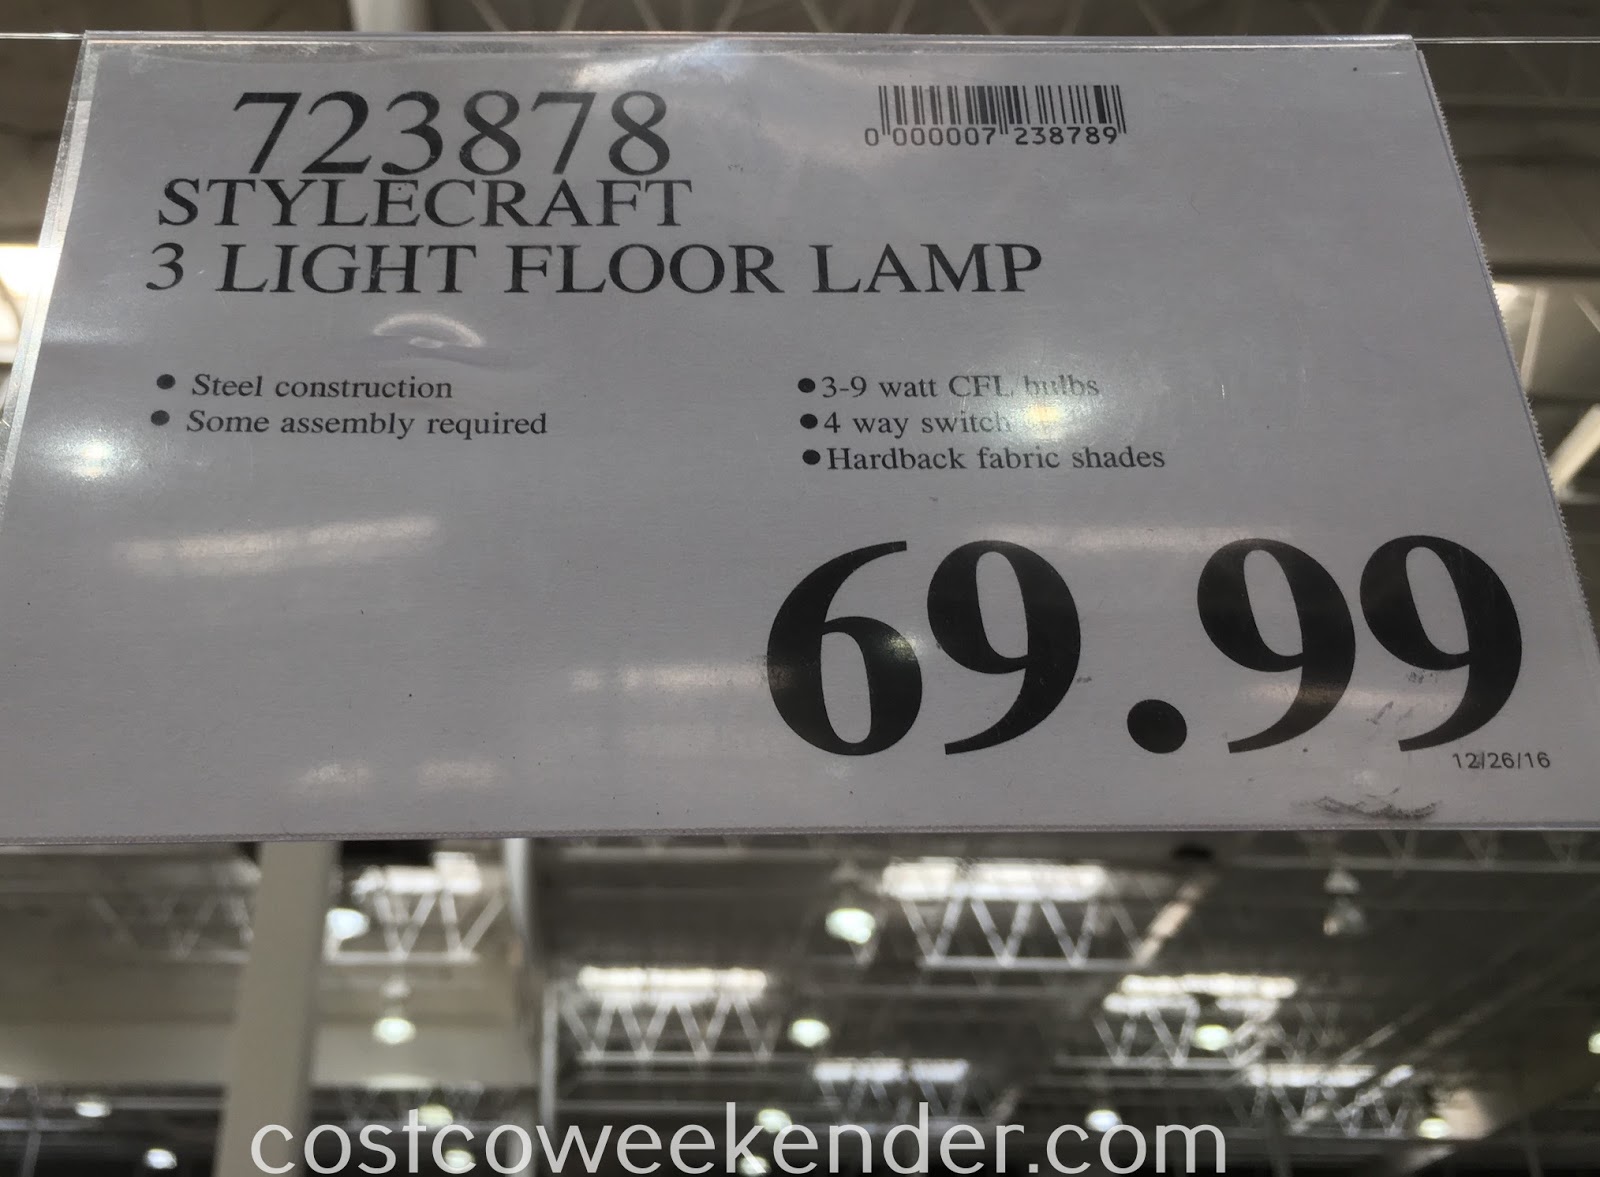 723878
0 000007 238789
STYLECRAFT
3 LIGHT FLOOR LAMP
• Steel construction
• Some assembly required
•3-9 watt CFL bulbs
•4 way switch
•Hardback fabric shades
69.99
12/26/16
costcoweekender.com